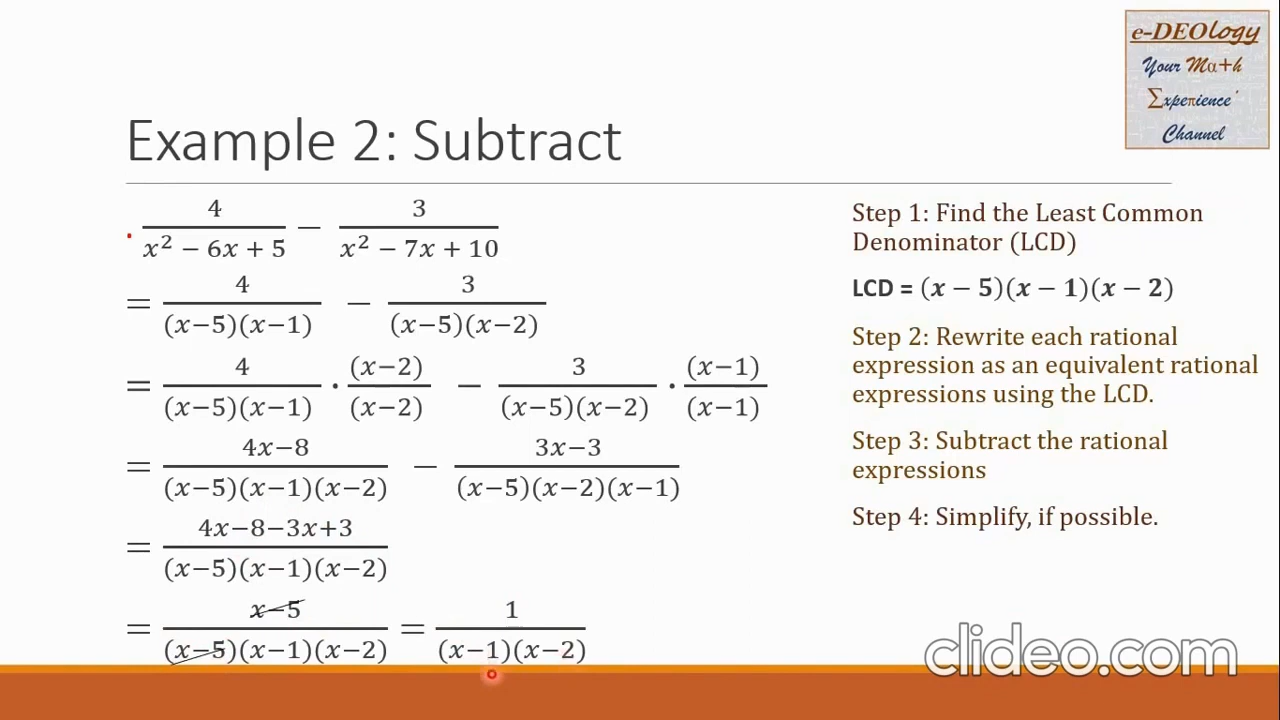 e-DEOlogy
Your Mα+h
Σxpeπience'
Channel
Example 2: Subtract
4/(x² − 6x + 5) − 3/(x² − 7x + 10)
= 4/((x−5)(x−1)) − 3/((x−5)(x−2))
= 4/((x−5)(x−1)) · (x−2)/(x−2) − 3/((x−5)(x−2)) · (x−1)/(x−1)
= (4x−8)/((x−5)(x−1)(x−2)) − (3x−3)/((x−5)(x−2)(x−1))
= (4x−8−3x+3)/((x−5)(x−1)(x−2))
= (x−5)/((x−5)(x−1)(x−2)) = 1/((x−1)(x−2))
Step 1: Find the Least Common
Denominator (LCD)
LCD = (x − 5)(x − 1)(x − 2)
Step 2: Rewrite each rational
expression as an equivalent rational
expressions using the LCD.
Step 3: Subtract the rational
expressions
Step 4: Simplify, if possible.
clideo.com